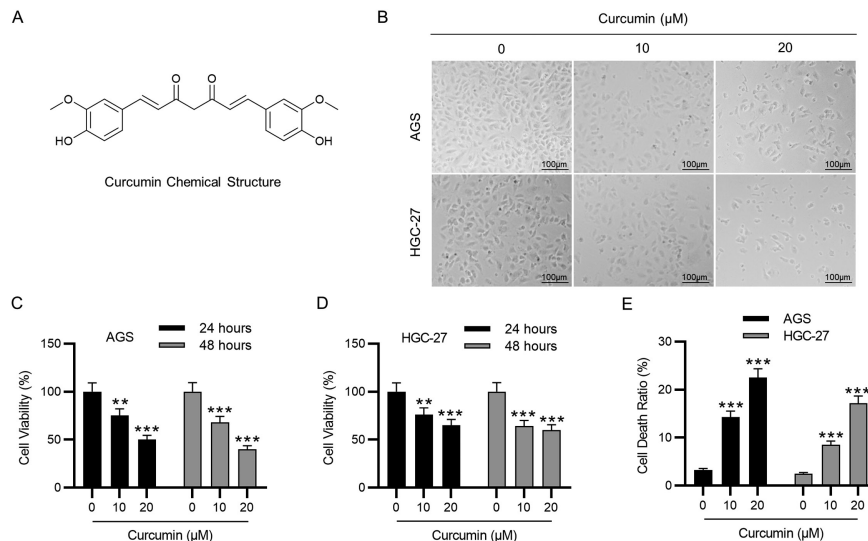 A
O
O
O
O
HO
OH
Curcumin Chemical Structure
B
Curcumin (µM)
0
10
20
AGS
100µm
100µm
100µm
HGC-27
100µm
100µm
100µm
C
AGS
24 hours
48 hours
Cell Viability (%)
150
100
50
0
**
***
***
***
0
10
20
0
10
20
Curcumin (µM)
D
HGC-27
24 hours
48 hours
Cell Viability (%)
150
100
50
0
**
***
***
***
0
10
20
0
10
20
Curcumin (µM)
E
AGS
HGC-27
Cell Death Ratio (%)
30
20
10
0
***
***
***
***
0
10
20
0
10
20
Curcumin (µM)